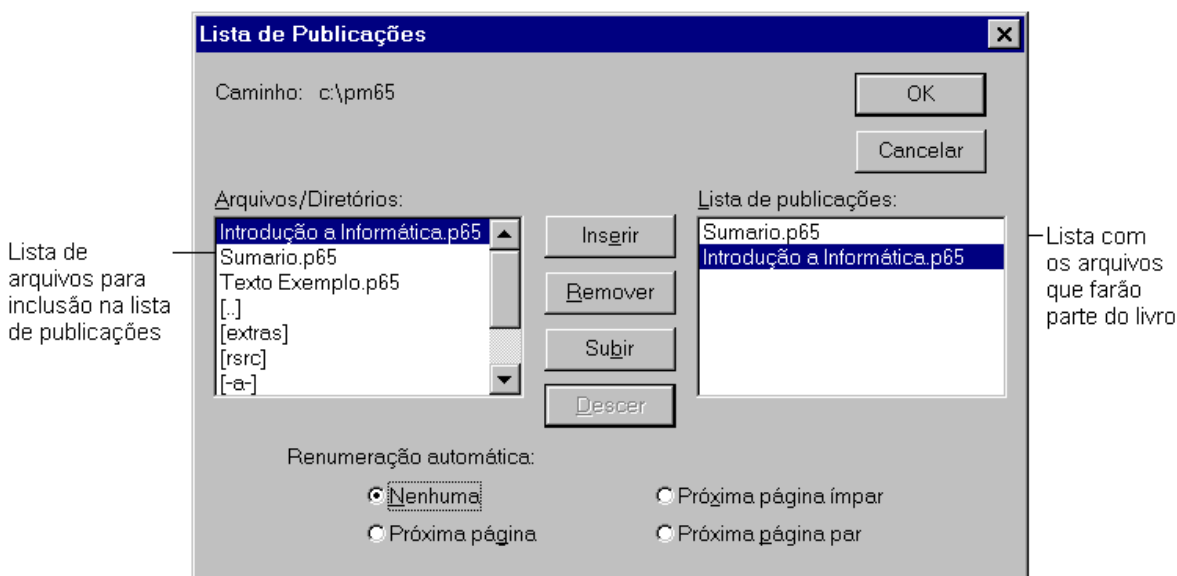 Lista de Publicações
Caminho: c:\pm65
OK
Cancelar
Arquivos/Diretórios:
Introdução a Informática.p65
Sumario.p65
Texto Exemplo.p65
[..]
[extras]
[rsrc]
[-a-]
Inserir
Remover
Subir
Descer
Lista de publicações:
Sumario.p65
Introdução a Informática.p65
Lista de
arquivos para
inclusão na lista
de publicações
Lista com
os arquivos
que farão
parte do livro
Renumeração automática:
Nenhuma
Próxima página ímpar
Próxima página
Próxima página par